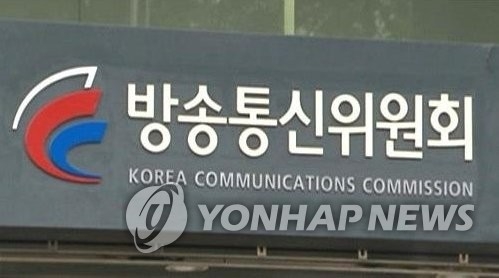 방송통신위원회
KOREA COMMUNICATIONS COMMISSION
YONHAP NEWS